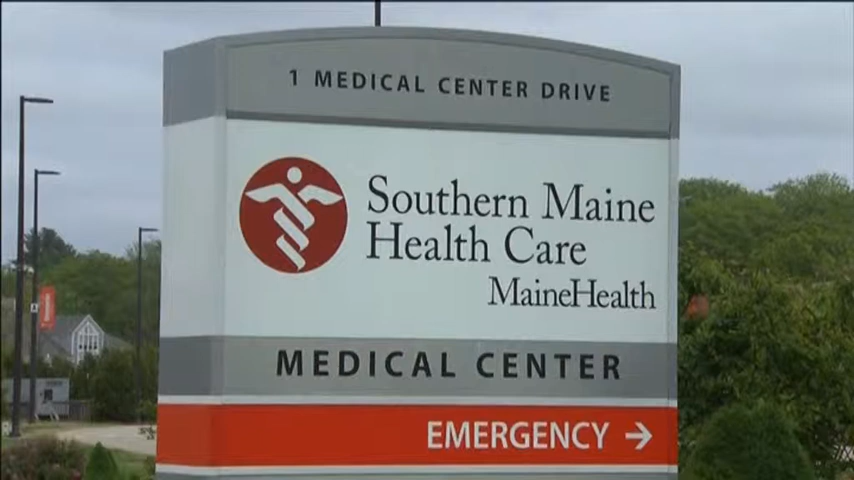 1 MEDICAL CENTER DRIVE
Southern Maine
Health Care
MaineHealth
MEDICAL CENTER
EMERGENCY →